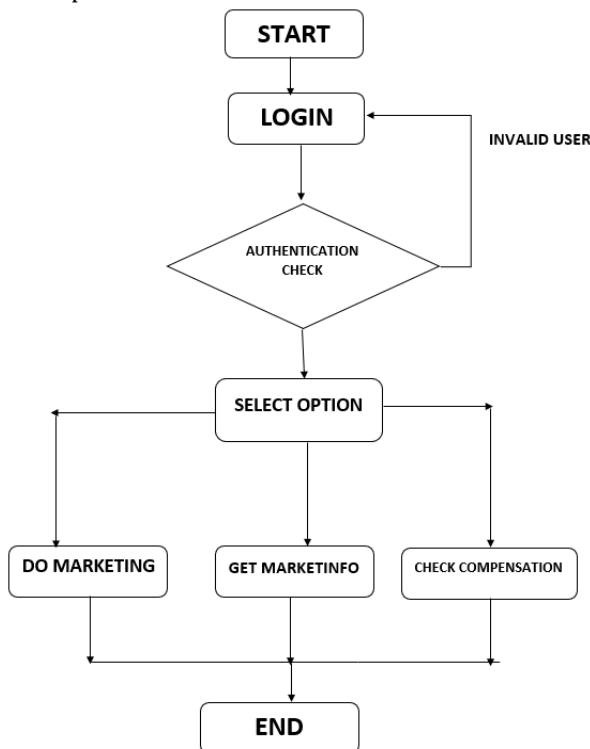 START
LOGIN
INVALID USER
AUTHENTICATION
CHECK
SELECT OPTION
DO MARKETING
GET MARKETINFO
CHECK COMPENSATION
END